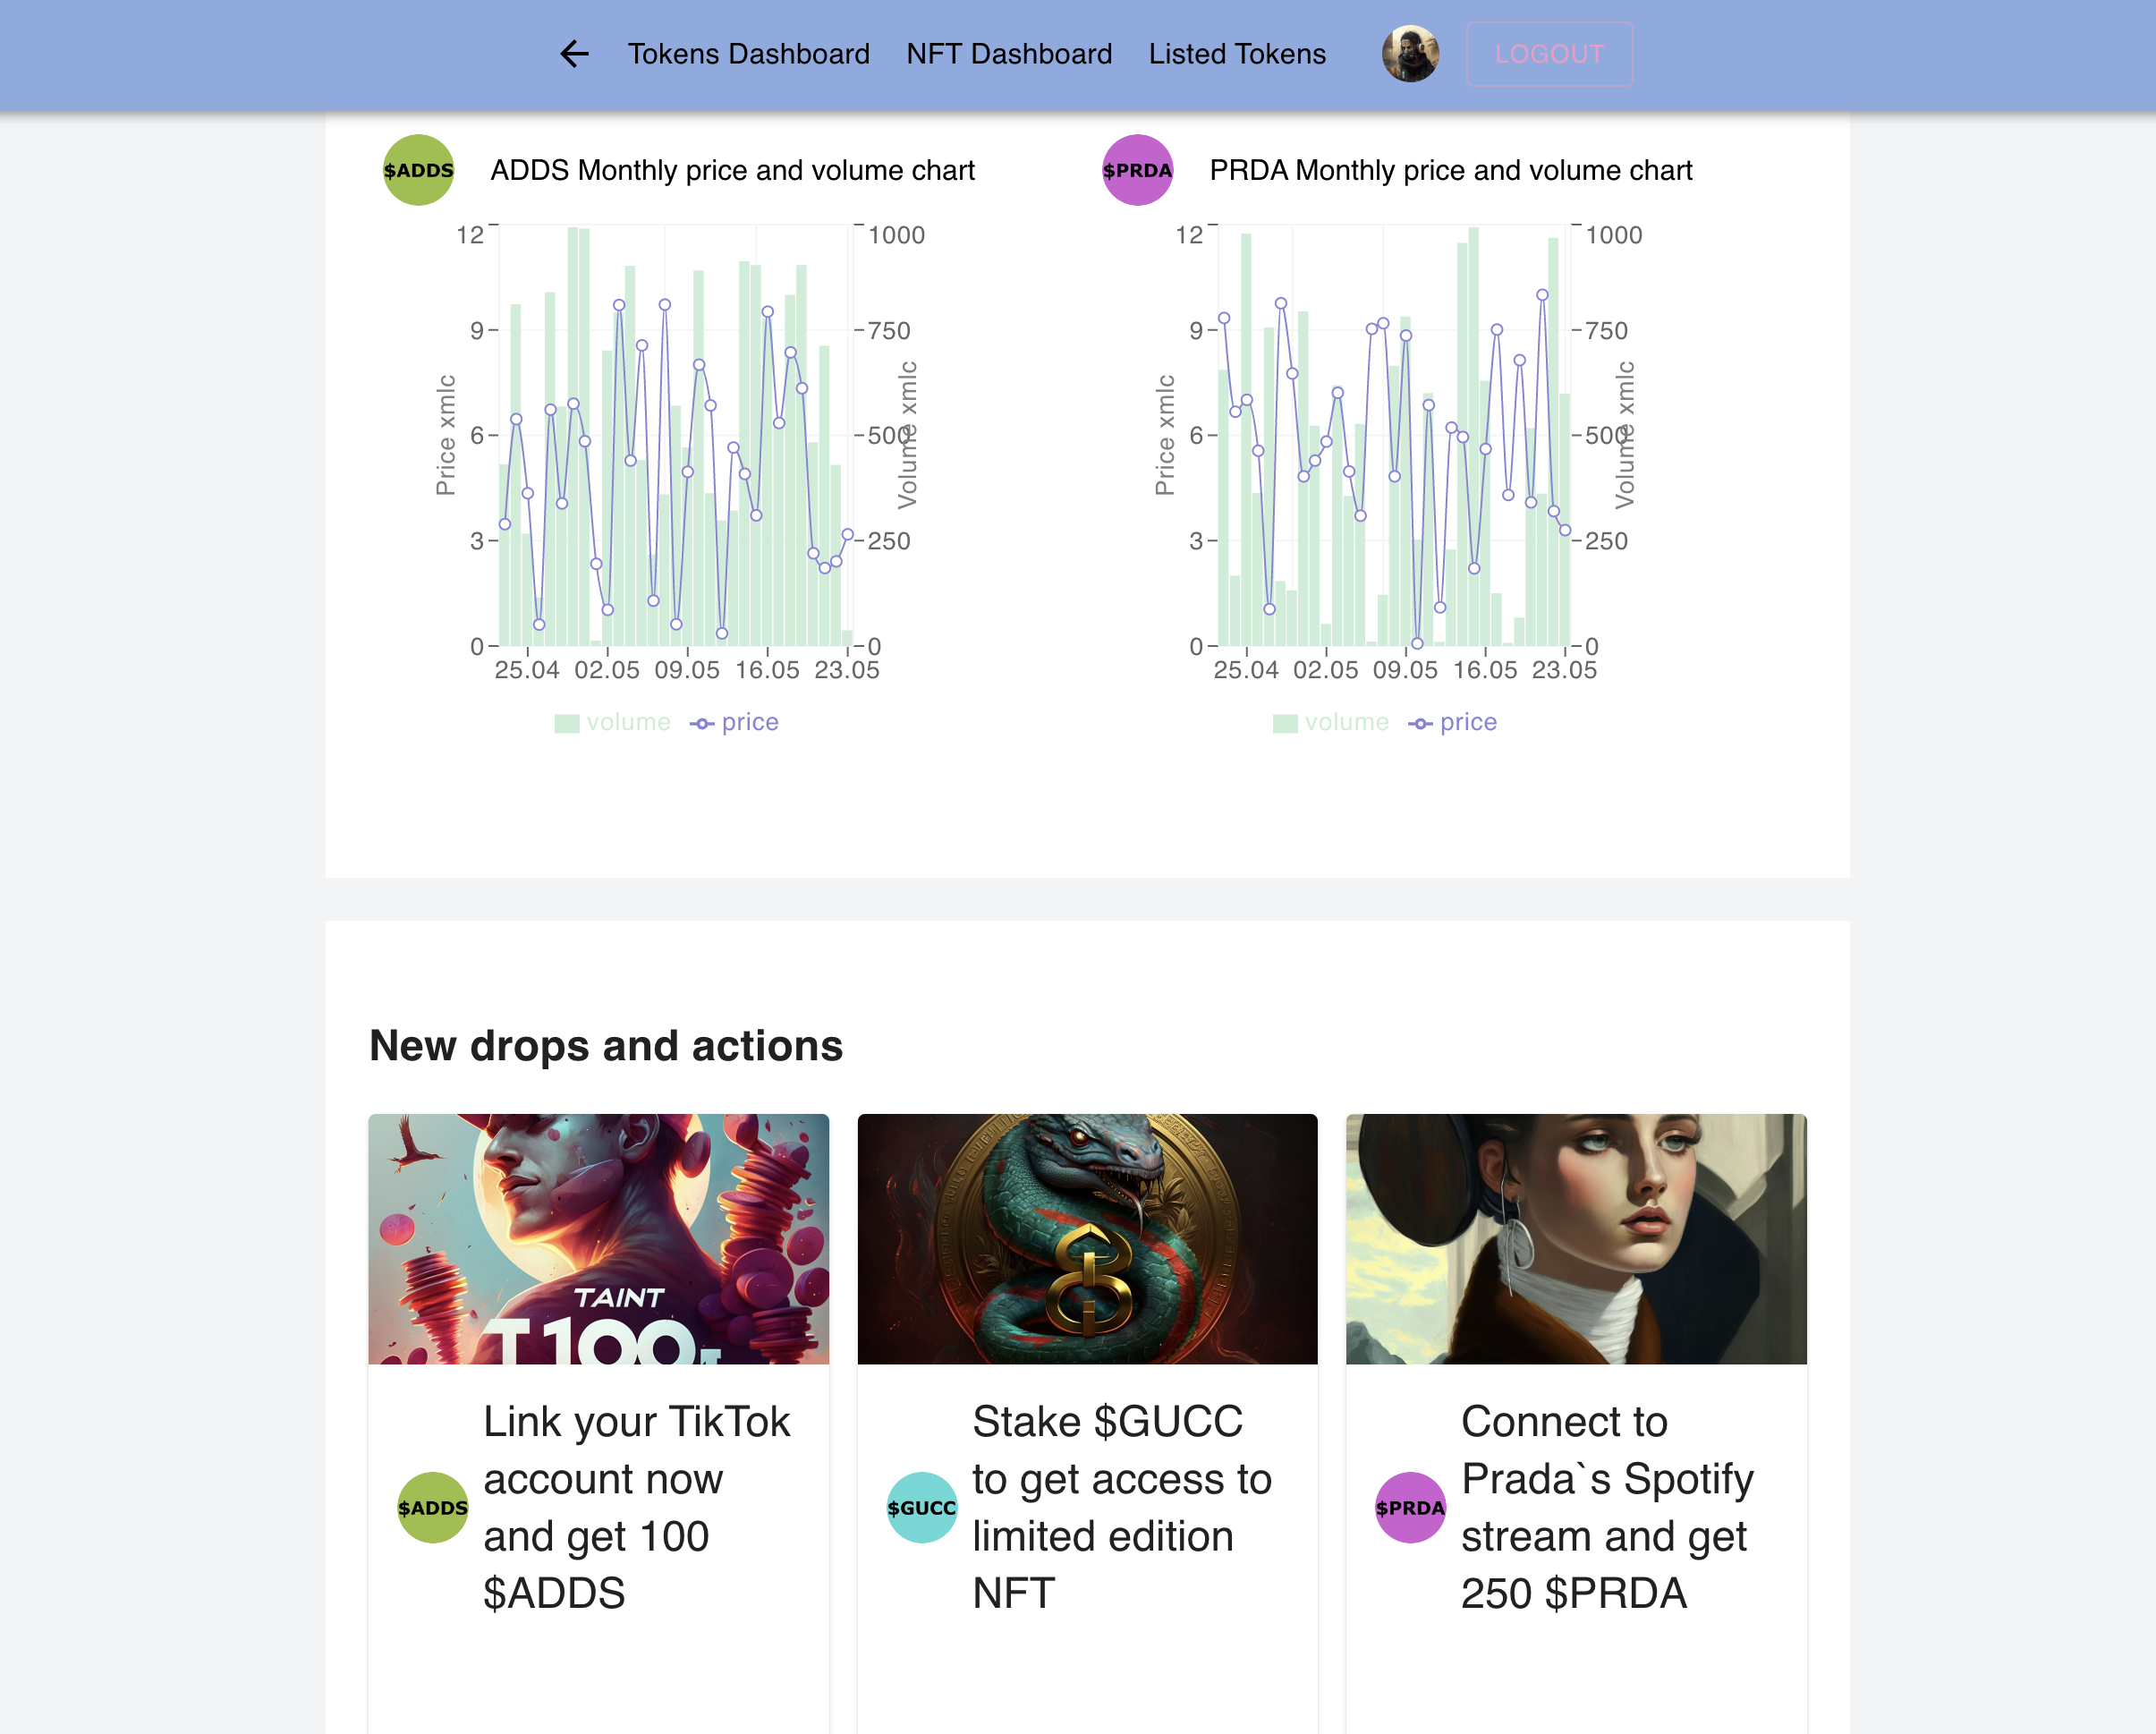 Tokens Dashboard NFT Dashboard Listed Tokens LOGOUT
$ADDS ADDS Monthly price and volume chart
12 1000
9 750
6 500
3 250
0 0
Price xmlc
Volume xmlc
25.04 02.05 09.05 16.05 23.05
volume price
$PRDA PRDA Monthly price and volume chart
12 1000
9 750
6 500
3 250
0 0
Price xmlc
Volume xmlc
25.04 02.05 09.05 16.05 23.05
volume price
New drops and actions
TAINT
T100
$ADDS
Link your TikTok
account now
and get 100
$ADDS
$GUCC
Stake $GUCC
to get access to
limited edition
NFT
$PRDA
Connect to
Prada`s Spotify
stream and get
250 $PRDA